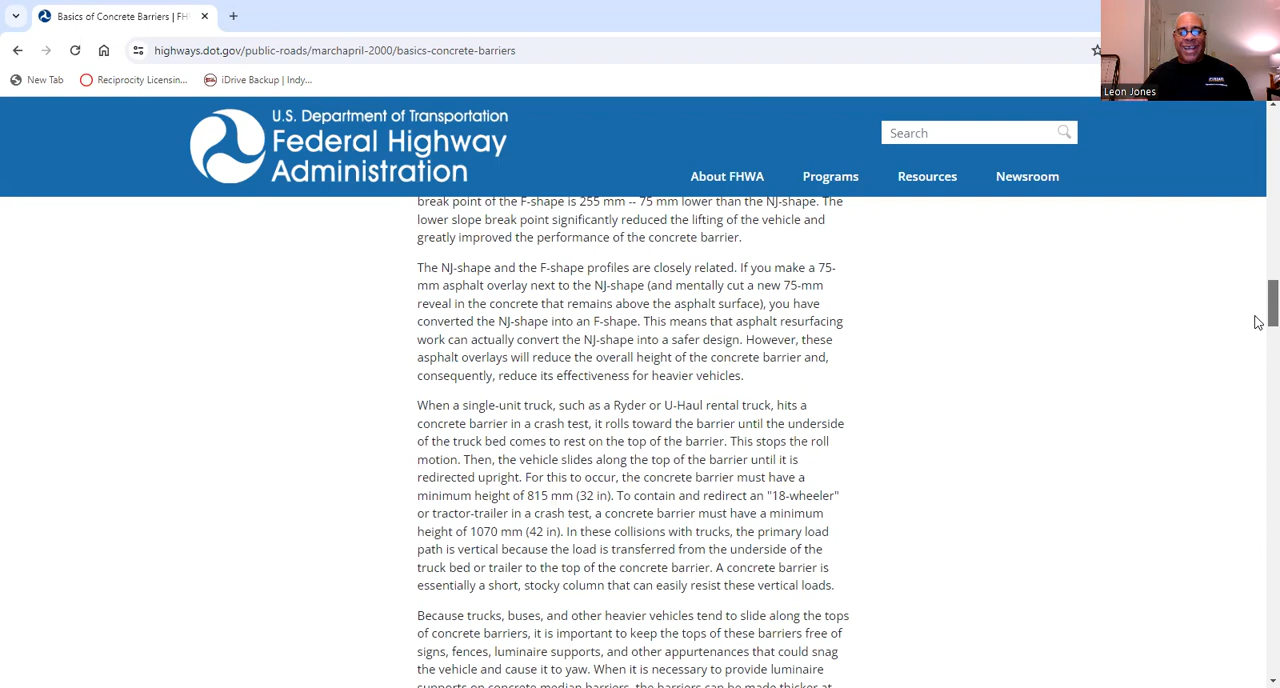 Basics of Concrete Barriers | FH
highways.dot.gov/public-roads/marchapril-2000/basics-concrete-barriers
New Tab
Reciprocity Licensin...
iDrive Backup | Indy...
Leon Jones
U.S. Department of Transportation
Federal Highway
Administration
Search
About FHWA
Programs
Resources
Newsroom
break point of the F-shape is 255 mm -- 75 mm lower than the NJ-shape. The
lower slope break point significantly reduced the lifting of the vehicle and
greatly improved the performance of the concrete barrier.
The NJ-shape and the F-shape profiles are closely related. If you make a 75-
mm asphalt overlay next to the NJ-shape (and mentally cut a new 75-mm
reveal in the concrete that remains above the asphalt surface), you have
converted the NJ-shape into an F-shape. This means that asphalt resurfacing
work can actually convert the NJ-shape into a safer design. However, these
asphalt overlays will reduce the overall height of the concrete barrier and,
consequently, reduce its effectiveness for heavier vehicles.
When a single-unit truck, such as a Ryder or U-Haul rental truck, hits a
concrete barrier in a crash test, it rolls toward the barrier until the underside
of the truck bed comes to rest on the top of the barrier. This stops the roll
motion. Then, the vehicle slides along the top of the barrier until it is
redirected upright. For this to occur, the concrete barrier must have a
minimum height of 815 mm (32 in). To contain and redirect an "18-wheeler"
or tractor-trailer in a crash test, a concrete barrier must have a minimum
height of 1070 mm (42 in). In these collisions with trucks, the primary load
path is vertical because the load is transferred from the underside of the
truck bed or trailer to the top of the concrete barrier. A concrete barrier is
essentially a short, stocky column that can easily resist these vertical loads.
Because trucks, buses, and other heavier vehicles tend to slide along the tops
of concrete barriers, it is important to keep the tops of these barriers free of
signs, fences, luminaire supports, and other appurtenances that could snag
the vehicle and cause it to yaw. When it is necessary to provide luminaire
supports on concrete median barriers, the barriers can be made thicker at